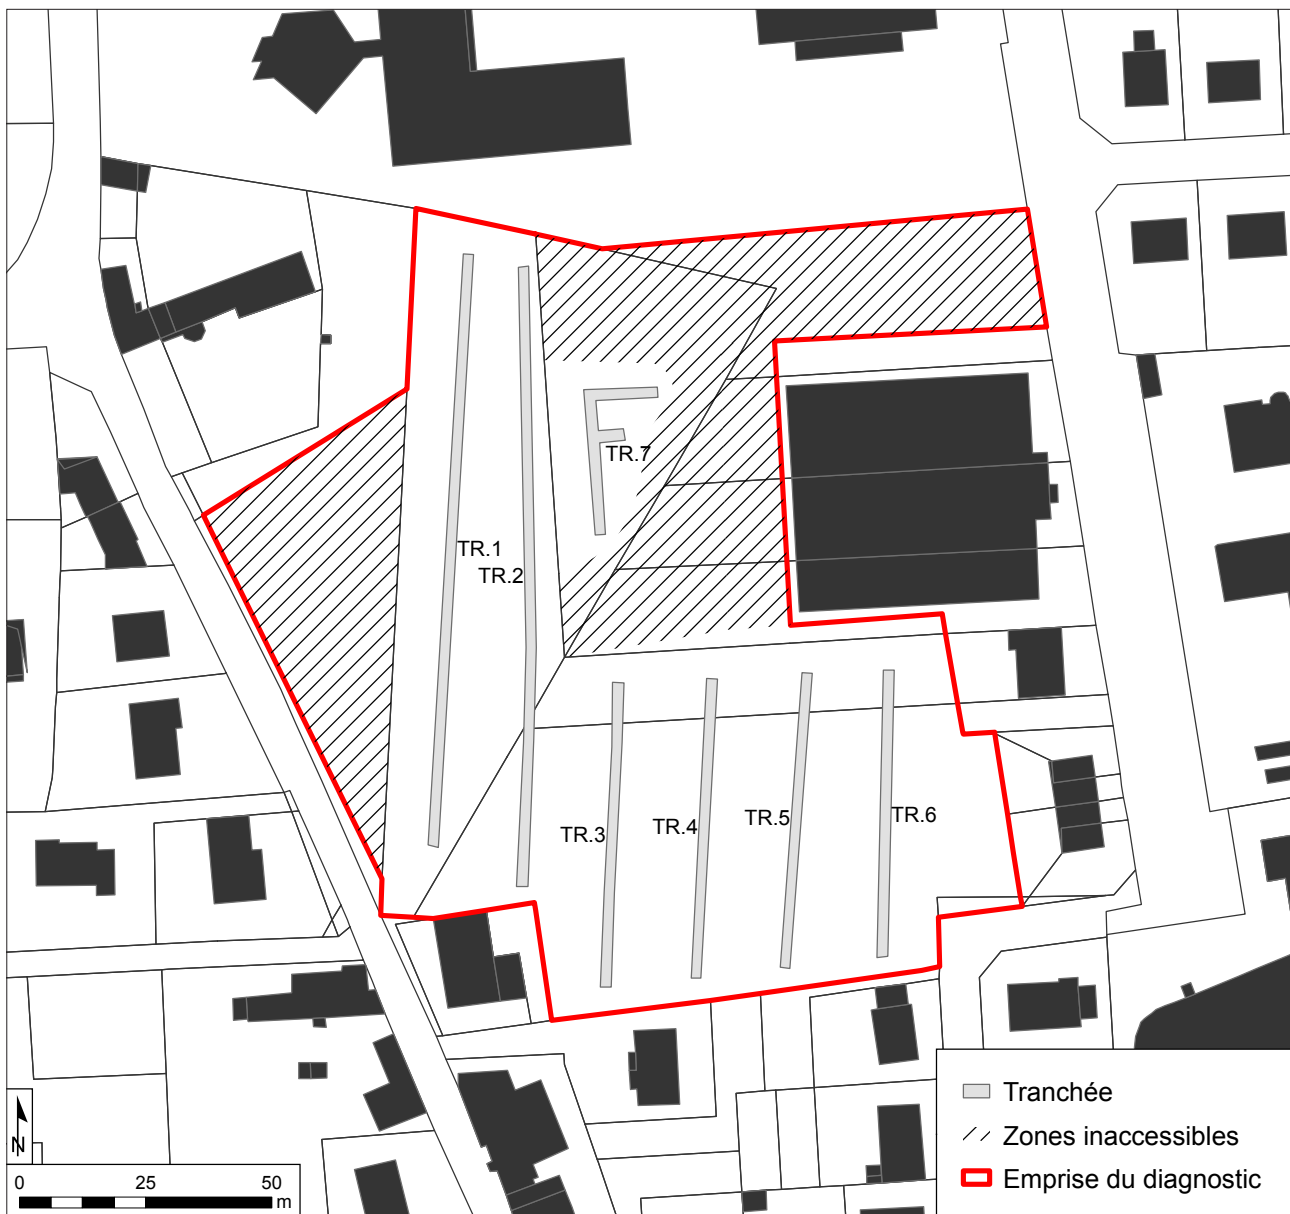 TR.7
TR.1
TR.2
TR.3
TR.4
TR.5
TR.6
Tranchée
Zones inaccessibles
Emprise du diagnostic
N
0 25 50
m